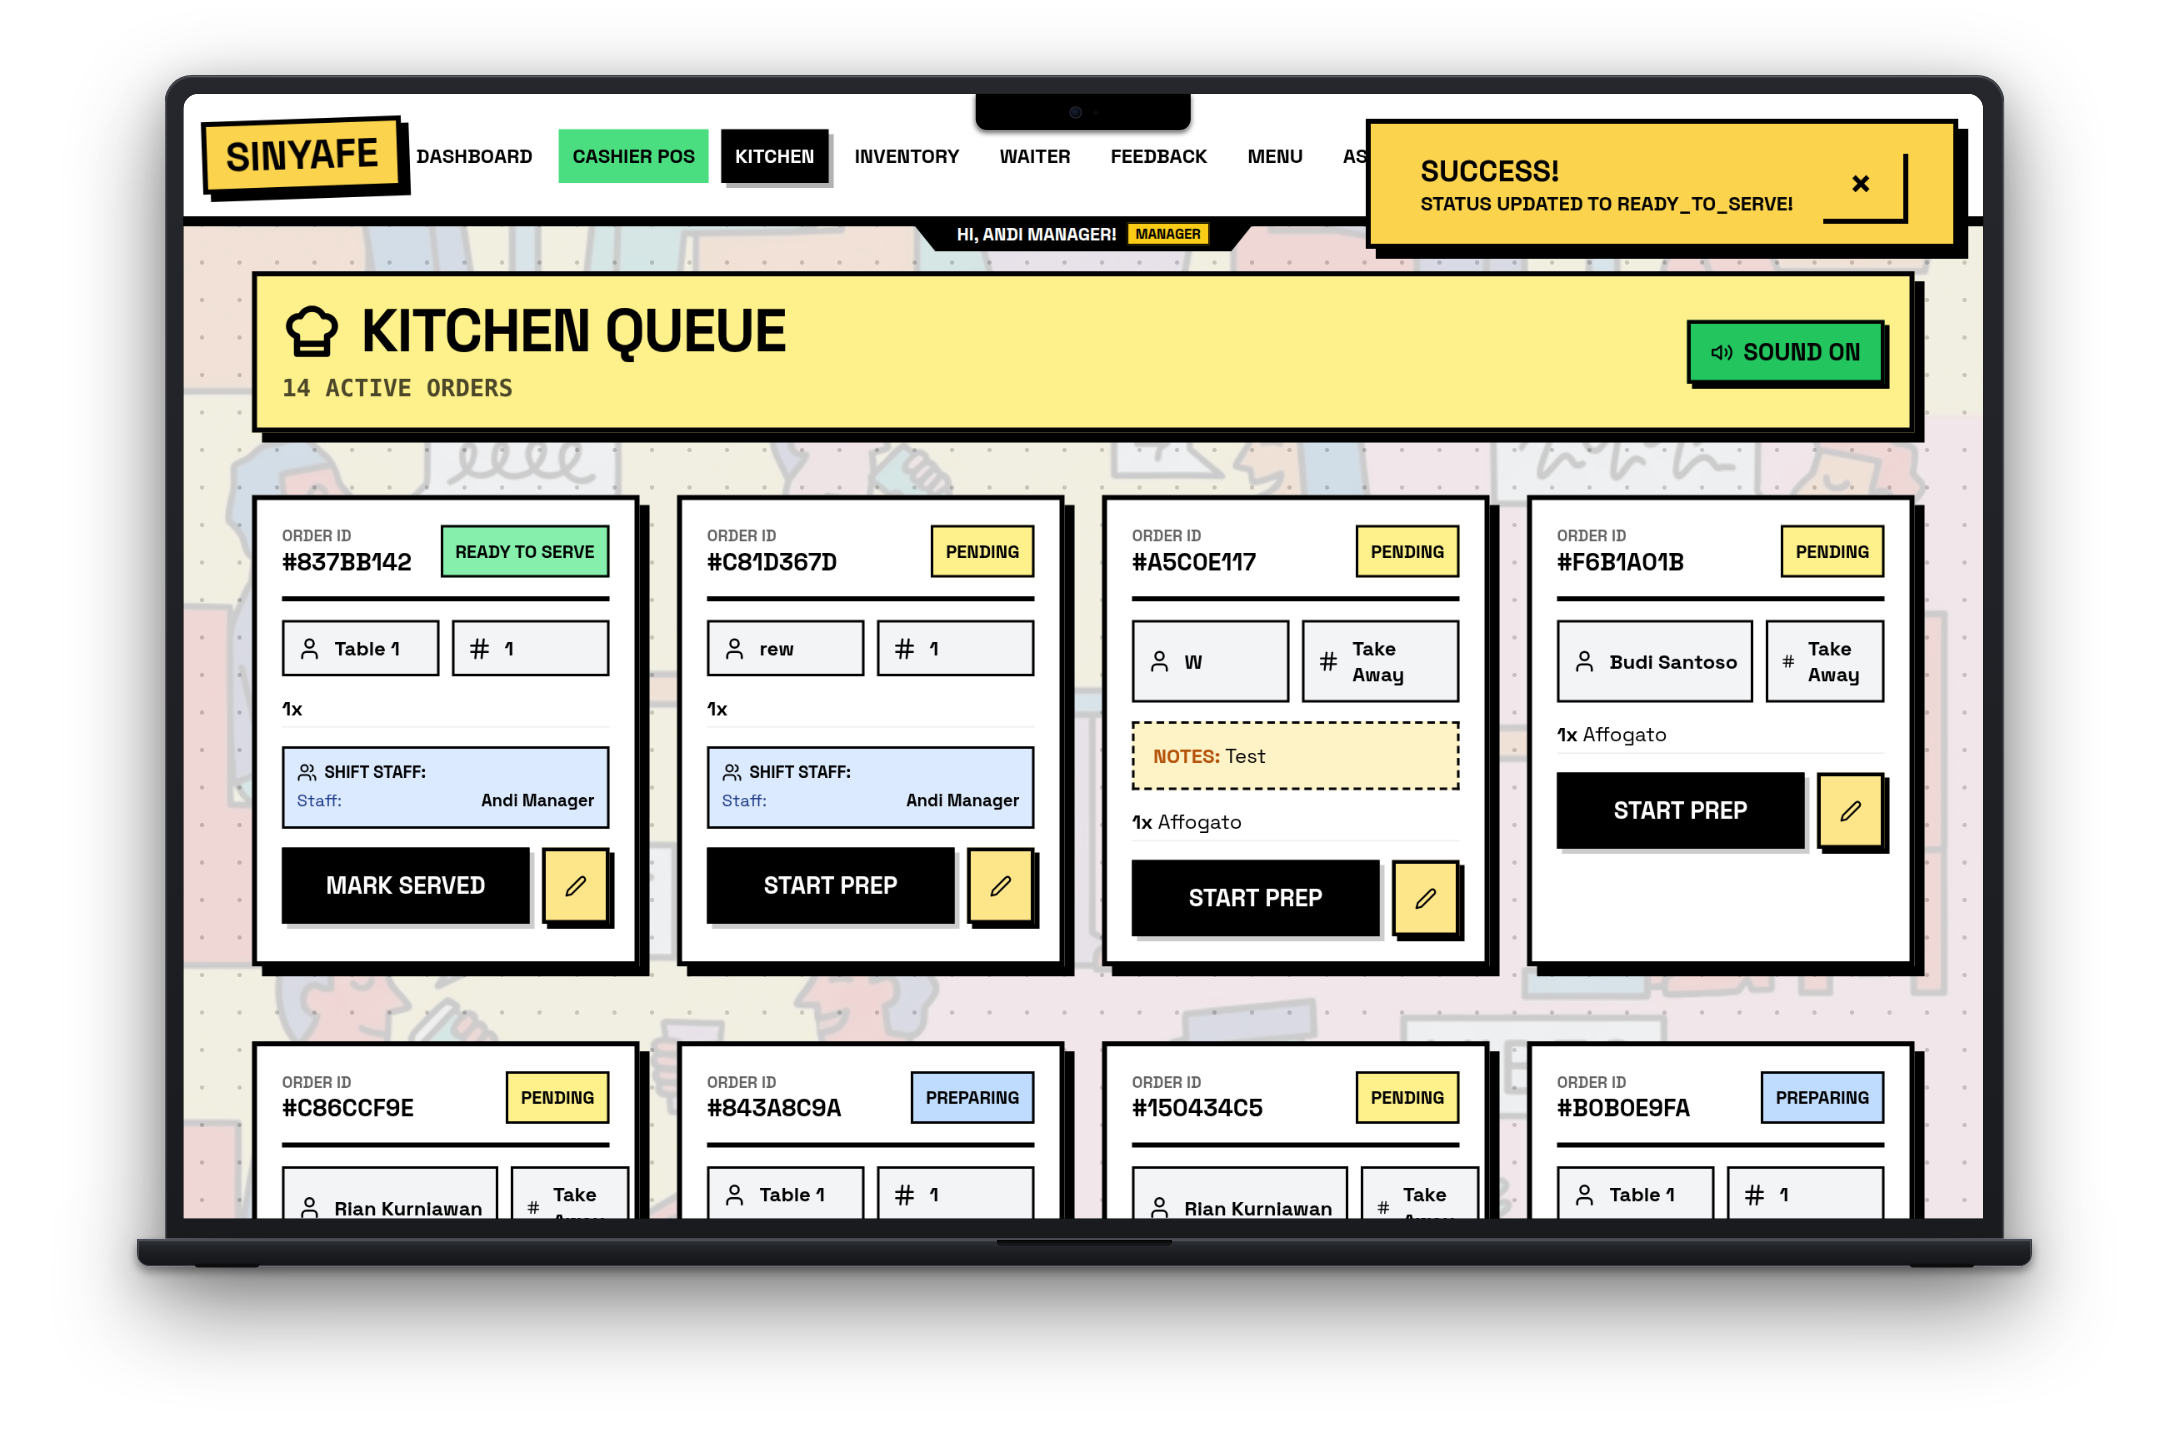 SINYAFE
DASHBOARD
CASHIER POS
KITCHEN
INVENTORY
WAITER
FEEDBACK
MENU
AS
SUCCESS!
STATUS UPDATED TO READY_TO_SERVE!
HI, ANDI MANAGER!
MANAGER
KITCHEN QUEUE
14 ACTIVE ORDERS
SOUND ON
ORDER ID
#837BB142
READY TO SERVE
Table 1
# 1
1x
SHIFT STAFF:
Staff:
Andi Manager
MARK SERVED
ORDER ID
#C81D367D
PENDING
rew
# 1
1x
SHIFT STAFF:
Staff:
Andi Manager
START PREP
ORDER ID
#A5C0E117
PENDING
W
# Take
Away
NOTES: Test
1x Affogato
START PREP
ORDER ID
#F6B1A01B
PENDING
Budi Santoso
# Take
Away
1x Affogato
START PREP
ORDER ID
#C86CCF9E
PENDING
Rian Kurniawan
# Take
Away
ORDER ID
#843A8C9A
PREPARING
Table 1
# 1
ORDER ID
#150434C5
PENDING
Rian Kurniawan
# Take
Away
ORDER ID
#B0B0E9FA
PREPARING
Table 1
# 1